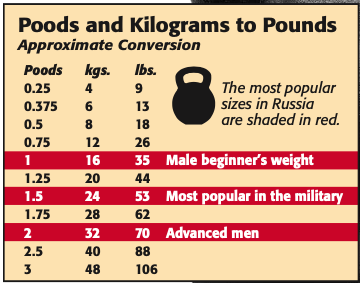 Poods and Kilograms to Pounds
Approximate Conversion
Poods kgs. lbs.
0.25 4 9
0.375 6 13
0.5 8 18
0.75 12 26
The most popular
sizes in Russia
are shaded in red.
1 16 35 Male beginner's weight
1.25 20 44
1.5 24 53 Most popular in the military
1.75 28 62
2 32 70 Advanced men
2.5 40 88
3 48 106